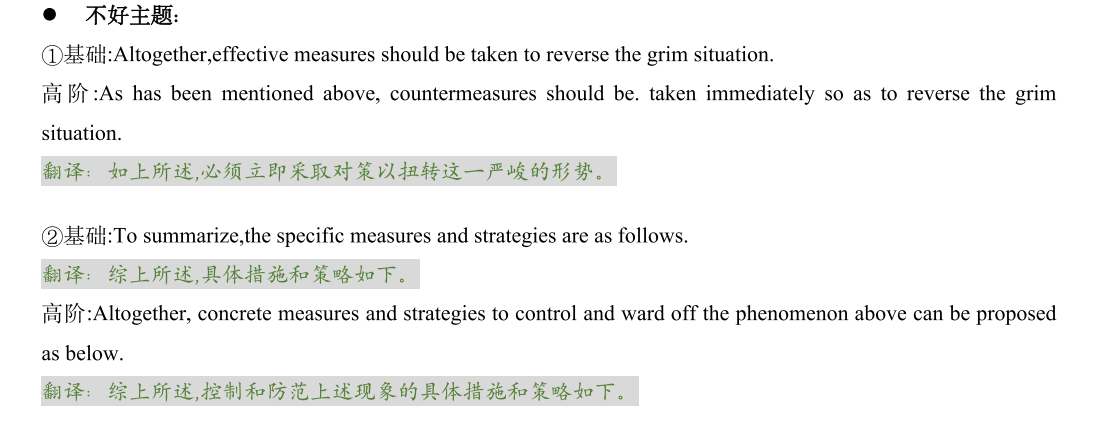 ● 不好主题：
①基础:Altogether,effective measures should be taken to reverse the grim situation.
高阶:As has been mentioned above, countermeasures should be. taken immediately so as to reverse the grim
situation.
翻译：如上所述,必须立即采取对策以扭转这一严峻的形势。
②基础:To summarize,the specific measures and strategies are as follows.
翻译：综上所述,具体措施和策略如下。
高阶:Altogether, concrete measures and strategies to control and ward off the phenomenon above can be proposed
as below.
翻译：综上所述,控制和防范上述现象的具体措施和策略如下。